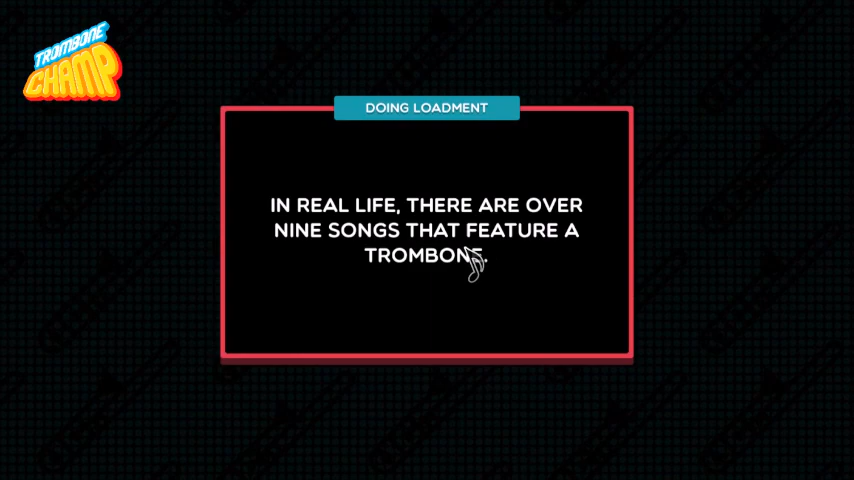 TROMBONE
CHAMP
DOING LOADMENT
IN REAL LIFE, THERE ARE OVER
NINE SONGS THAT FEATURE A
TROMBONE.